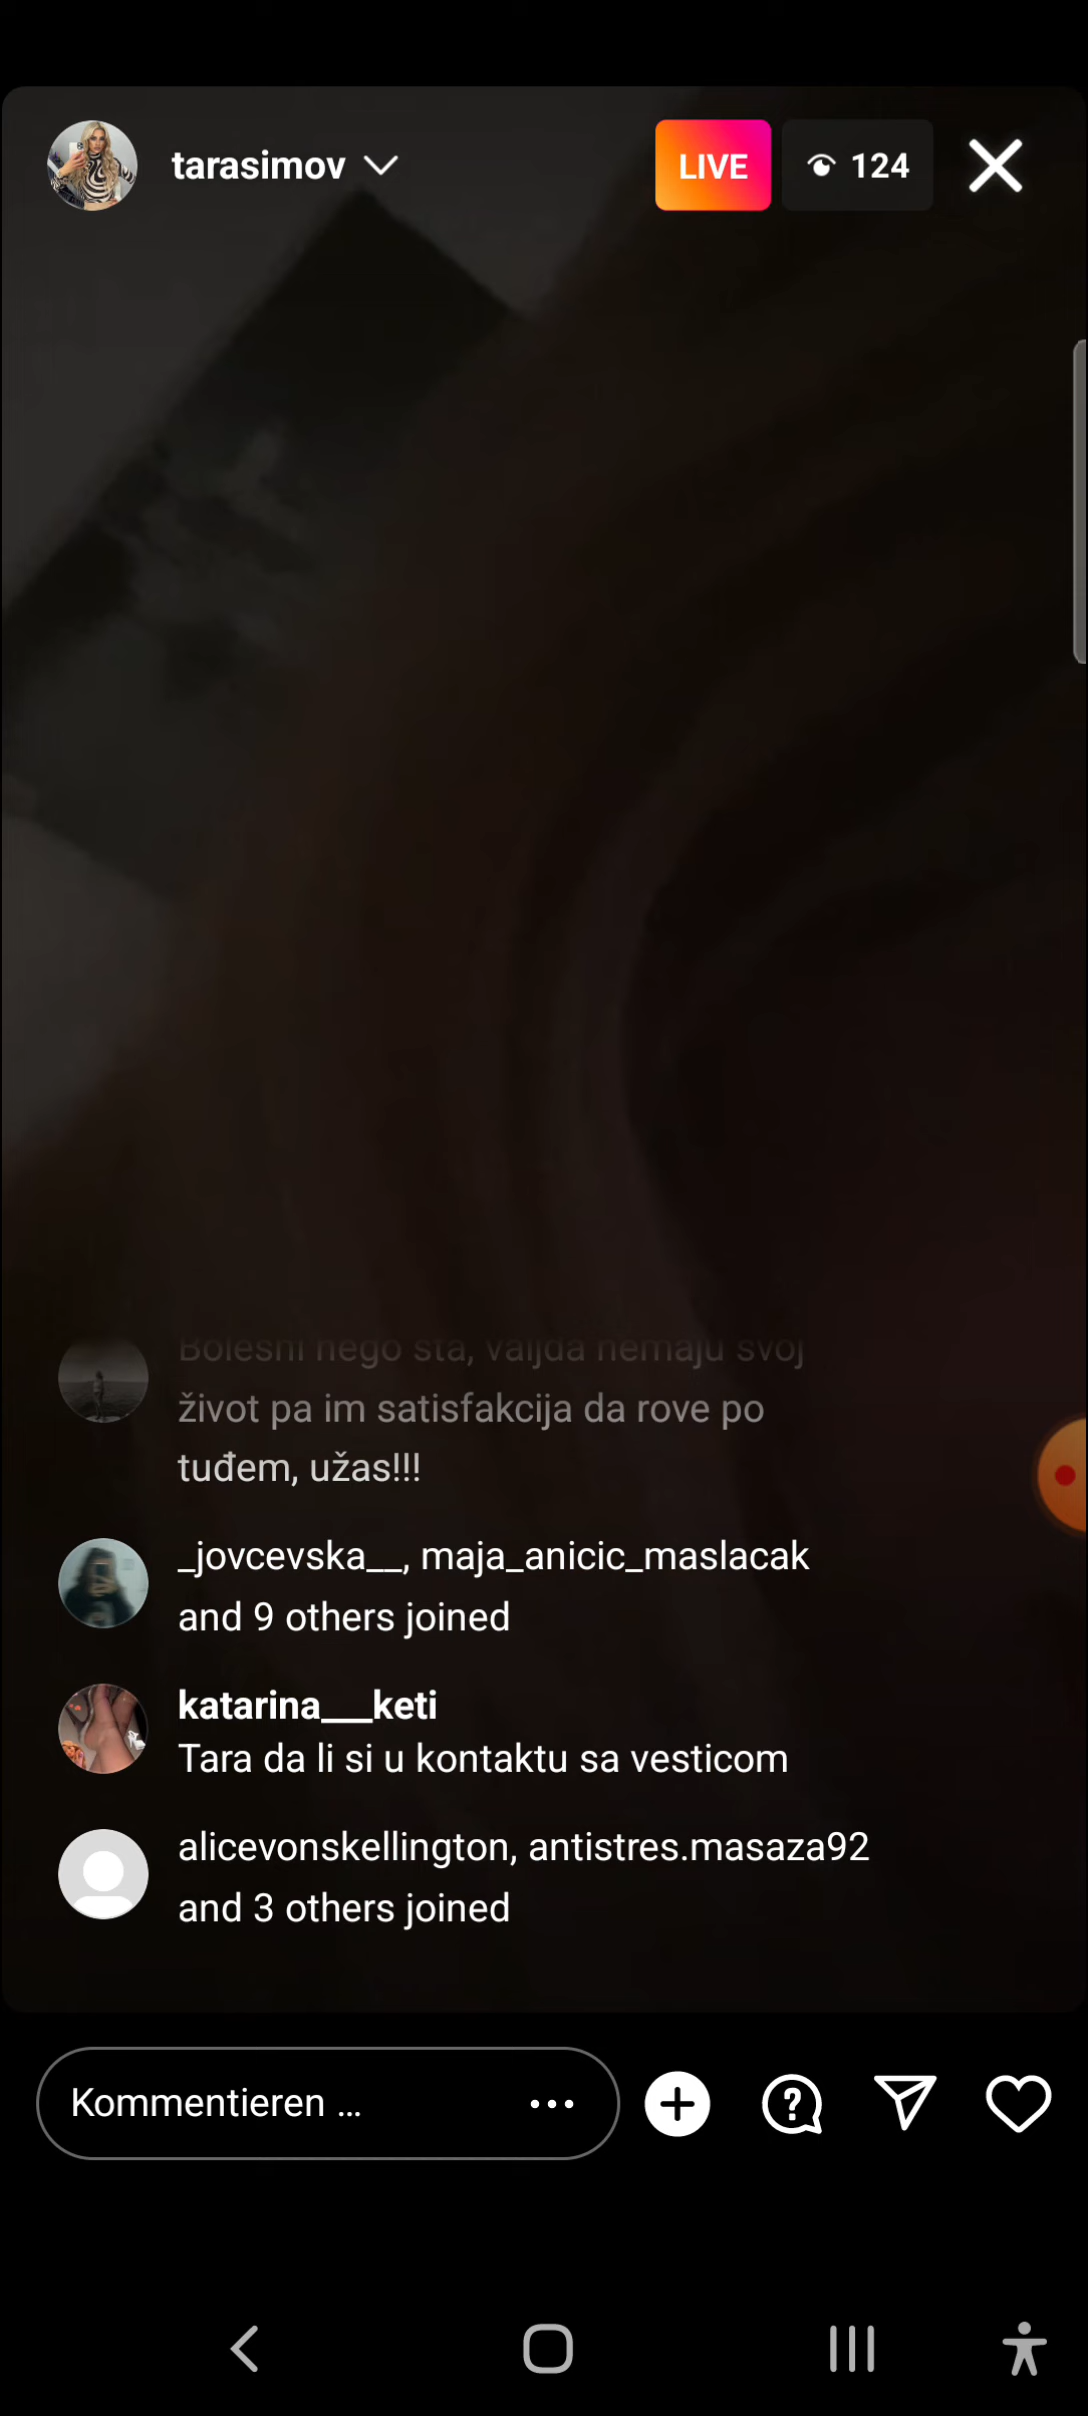 tarasimov
LIVE
124
Bolesni nego sta, valjda nemaju svoj
život pa im satisfakcija da rove po
tuđem, užas!!!
_jovcevska__, maja_anicic_maslacak
and 9 others joined
katarina___keti
Tara da li si u kontaktu sa vesticom
alicevonskellington, antistres.masaza92
and 3 others joined
Kommentieren ...